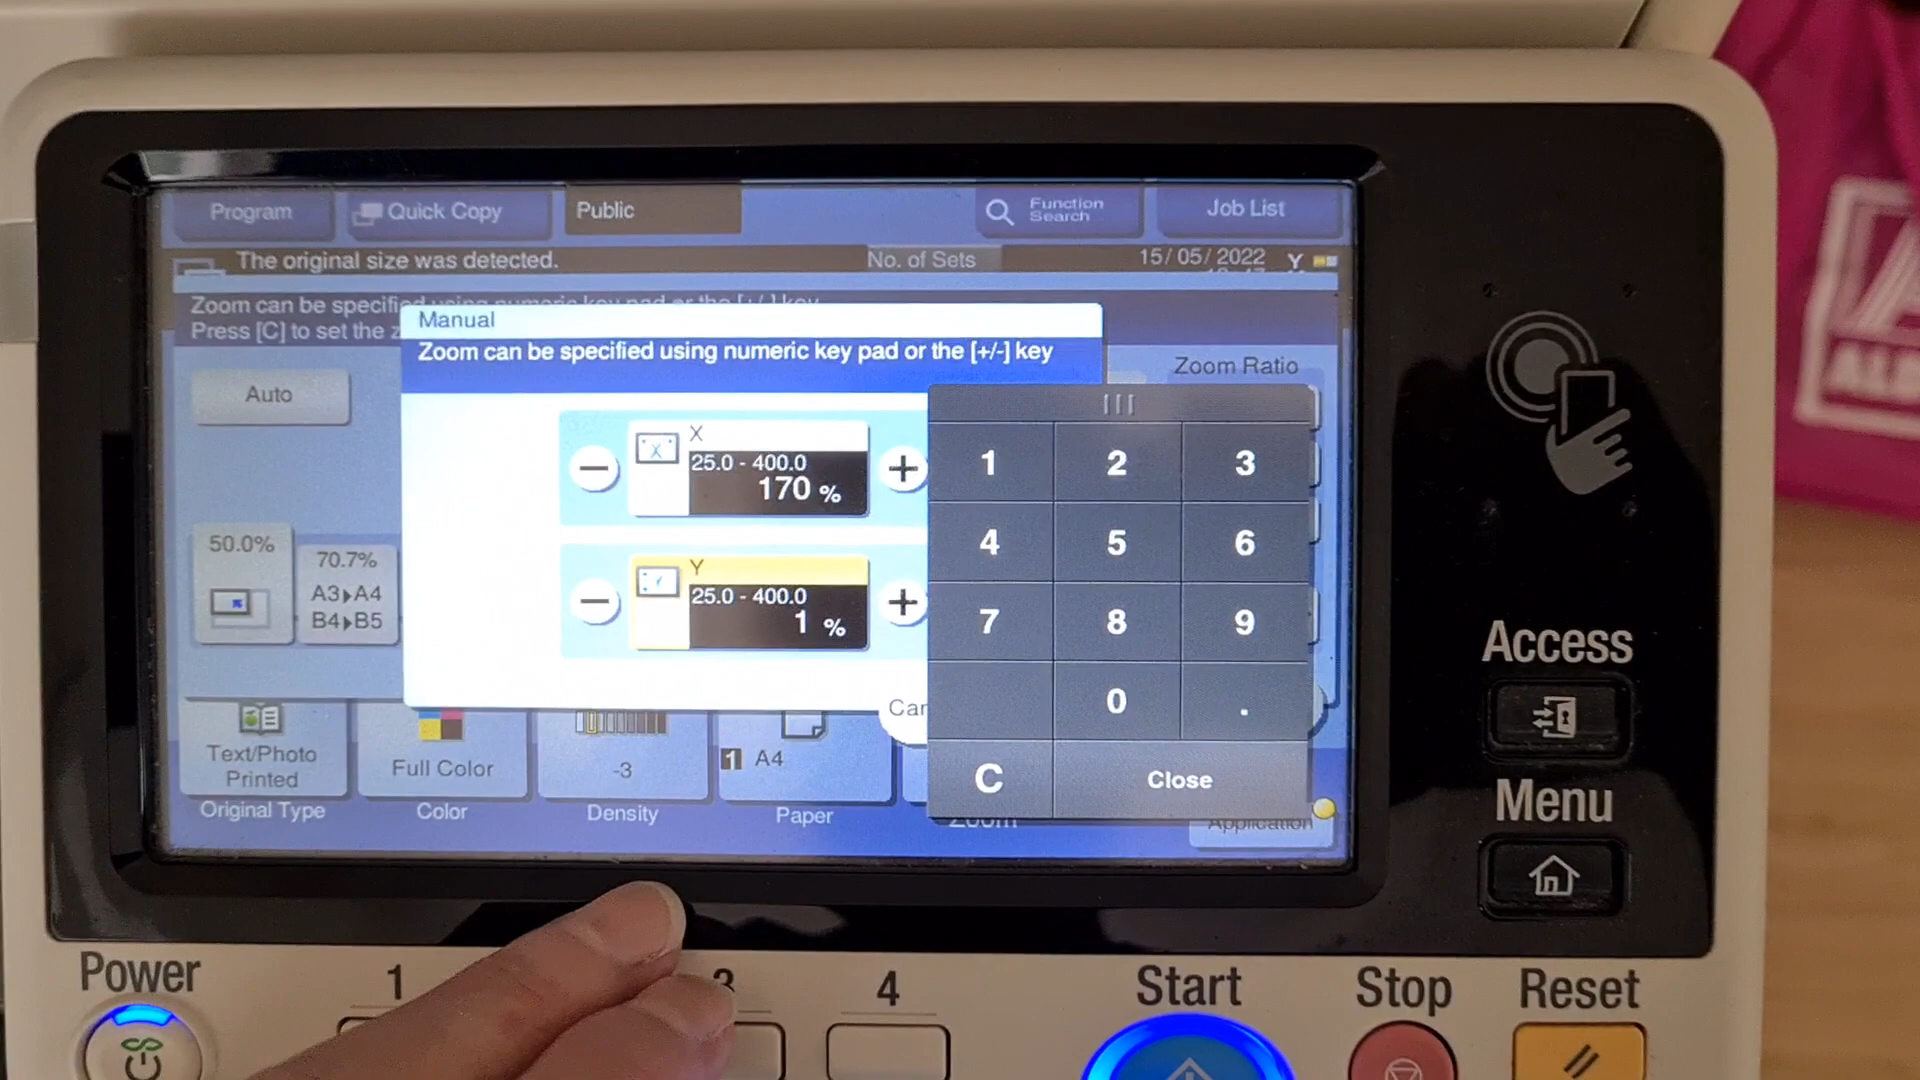 Program
Quick Copy
Public
Function
Search
Job List
The original size was detected.
No. of Sets
15/05/2022
Y
Zoom can be specified using numeric key pad or the [+/-] key
Press [C] to set the z
Manual
Zoom can be specified using numeric key pad or the [+/-] key
Zoom Ratio
Auto
X
25.0 - 400.0
170 %
Y
25.0 - 400.0
1 %
1 2 3
4 5 6
7 8 9
0 .
C Close
50.0%
70.7%
A3▸A4
B4▸B5
Can
Text/Photo
Printed
Original Type
Full Color
Color
-3
Density
1 A4
Paper
Zoom
Application
Access
Menu
Power
1
3
4
Start
Stop
Reset